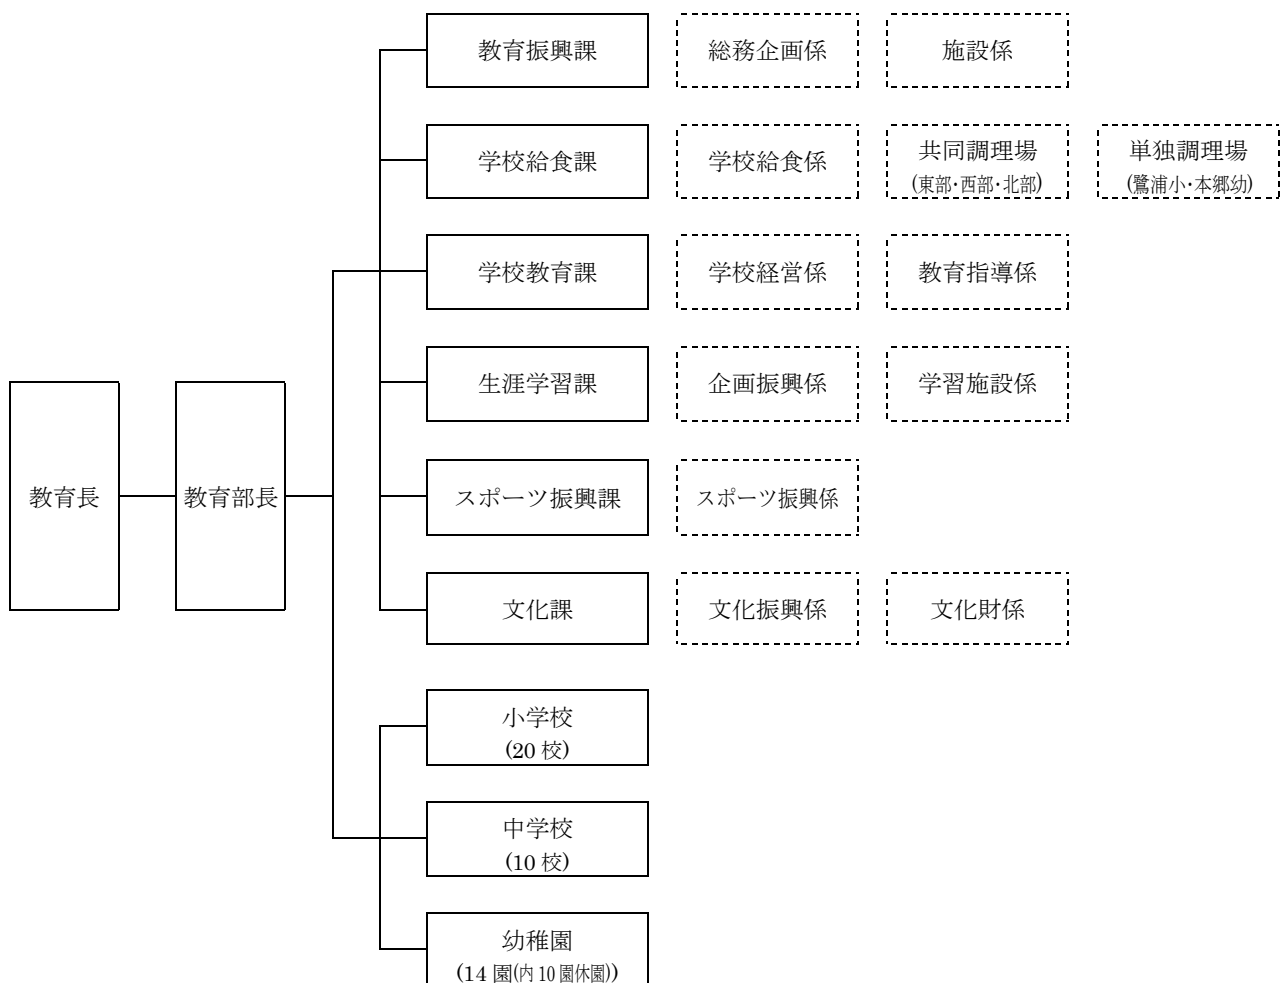 教育振興課
総務企画係
施設係
学校給食課
学校給食係
共同調理場
(東部・西部・北部)
単独調理場
(鷺浦小・本郷幼)
学校教育課
学校経営係
教育指導係
生涯学習課
企画振興係
学習施設係
教育長
教育部長
スポーツ振興課
スポーツ振興係
文化課
文化振興係
文化財係
小学校
(20 校)
中学校
(10 校)
幼稚園
(14 園(内 10 園休園))